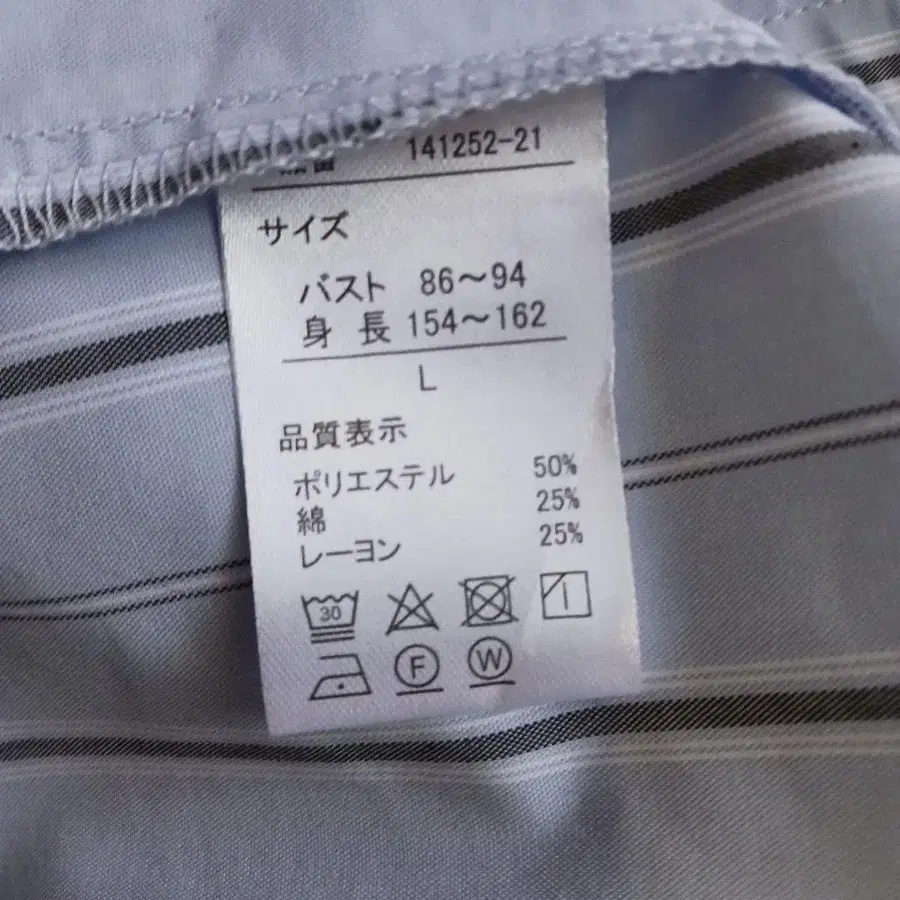 141252-21
サイズ
バスト 86～94
身 長 154～162
L
品質表示
ポリエステル 50%
綿 25%
レーヨン 25%
30
F W